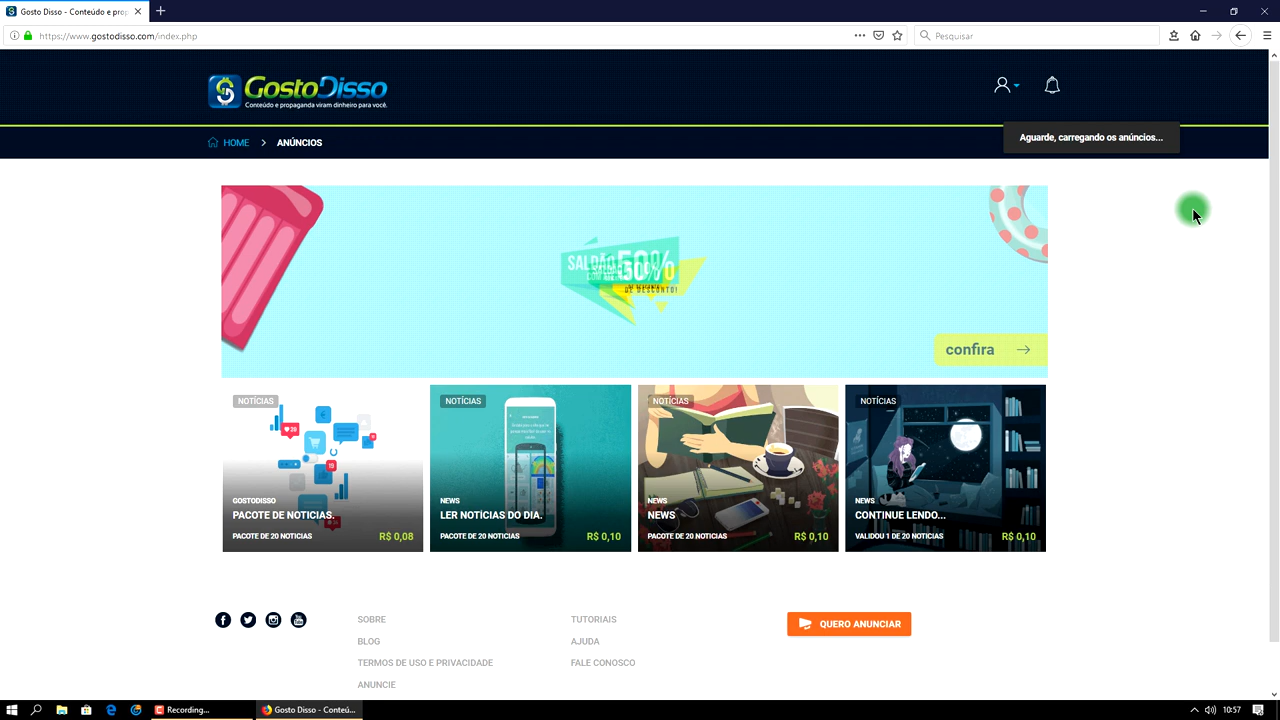 Gosto Disso - Conteúdo e prop
https://www.gostodisso.com/index.php
Pesquisar
GostoDisso
Conteúdo e propaganda viram dinheiro para você.
HOME
ANÚNCIOS
Aguarde, carregando os anúncios...
SALDÃO 50%
DE DESCONTO!
confira
NOTÍCIAS
GOSTODISSO
PACOTE DE NOTICIAS.
PACOTE DE 20 NOTICIAS
R$ 0,08
NOTÍCIAS
NEWS
LER NOTÍCIAS DO DIA.
PACOTE DE 20 NOTICIAS
R$ 0,10
NOTÍCIAS
NEWS
NEWS
PACOTE DE 20 NOTICIAS
R$ 0,10
NOTÍCIAS
NEWS
CONTINUE LENDO...
VALIDOU 1 DE 20 NOTICIAS
R$ 0,10
SOBRE
BLOG
TERMOS DE USO E PRIVACIDADE
ANUNCIE
TUTORIAIS
AJUDA
FALE CONOSCO
QUERO ANUNCIAR
Recording...
Gosto Disso - Conteú...
10:57